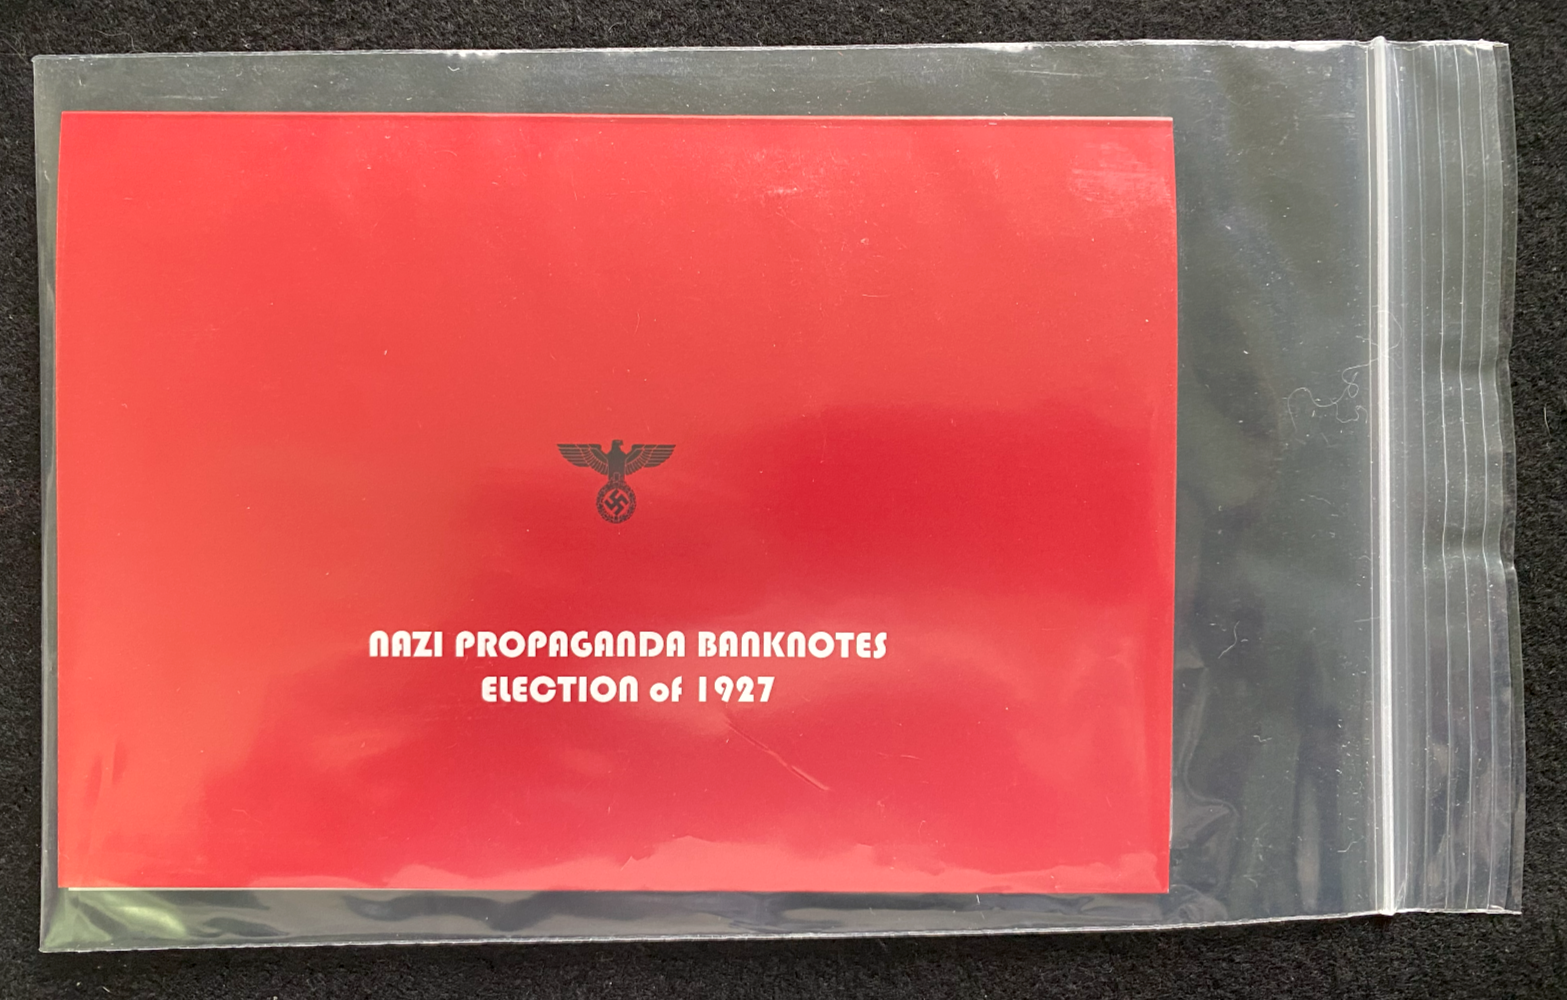 NAZI PROPAGANDA BANKNOTES
ELECTION of 1927